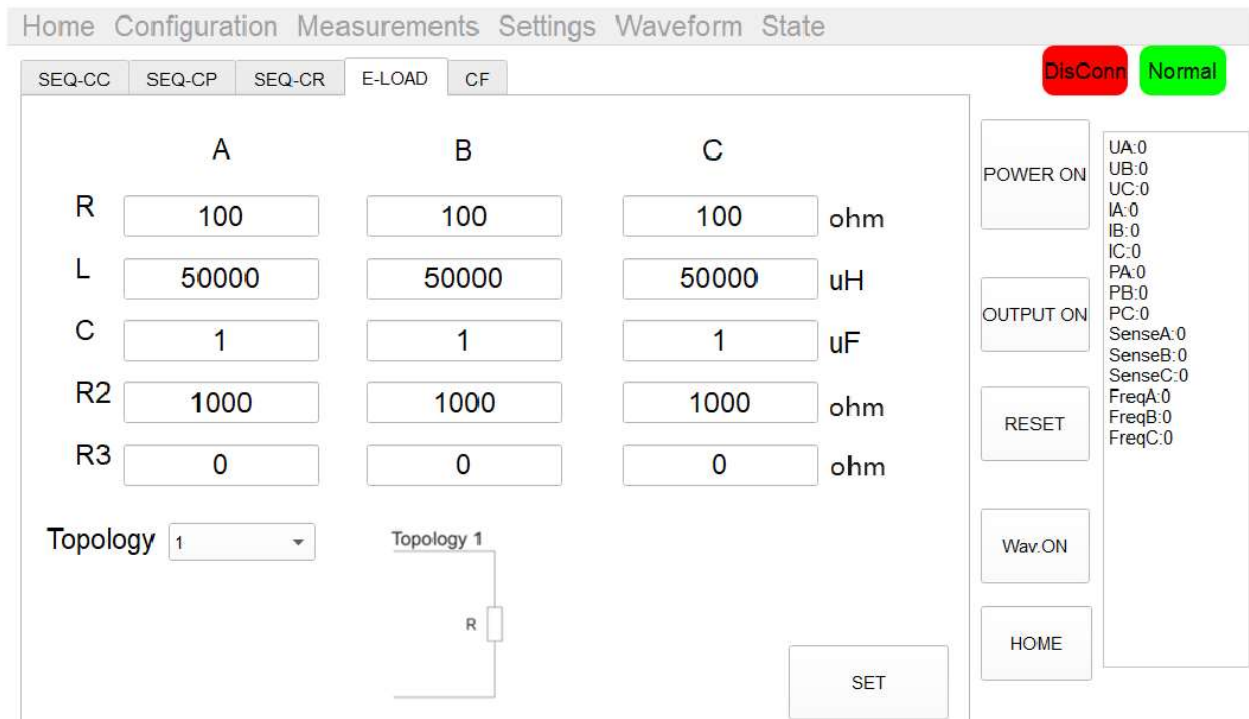 Home Configuration Measurements Settings Waveform State
SEQ-CC SEQ-CP SEQ-CR E-LOAD CF
DisConn Normal
A B C
R 100 100 100 ohm
L 50000 50000 50000 uH
C 1 1 1 uF
R2 1000 1000 1000 ohm
R3 0 0 0 ohm
Topology 1
Topology 1
R
SET
POWER ON
OUTPUT ON
RESET
Wav.ON
HOME
UA:0
UB:0
UC:0
IA:0
IB:0
IC:0
PA:0
PB:0
PC:0
SenseA:0
SenseB:0
SenseC:0
FreqA:0
FreqB:0
FreqC:0